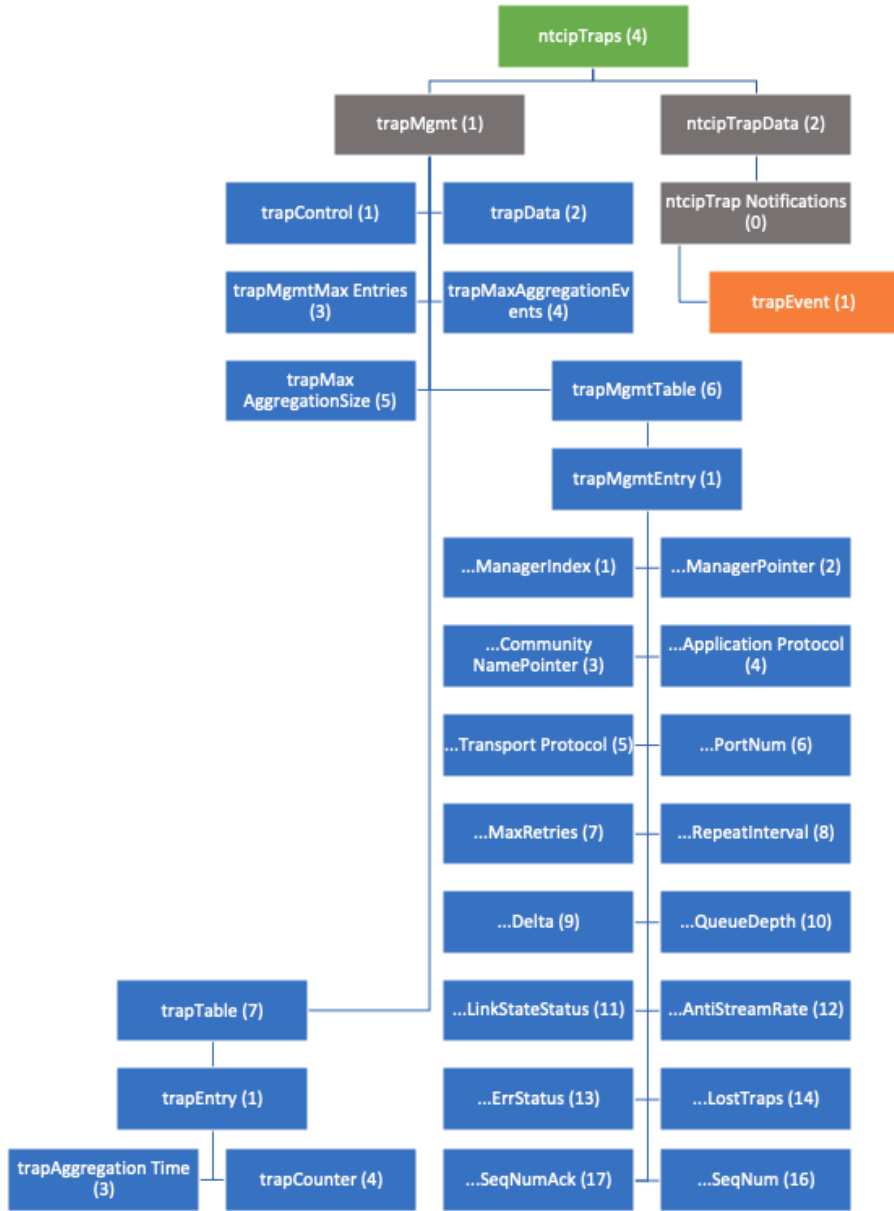 ntcipTraps (4)
trapMgmt (1)
ntcipTrapData (2)
trapControl (1)
trapData (2)
ntcipTrap Notifications
(0)
trapMgmtMax Entries
(3)
trapMaxAggregationEv
ents (4)
trapEvent (1)
trapMax
AggregationSize (5)
trapMgmtTable (6)
trapMgmtEntry (1)
...ManagerIndex (1)
...ManagerPointer (2)
...Community
NamePointer (3)
...Application Protocol
(4)
...Transport Protocol (5)
...PortNum (6)
...MaxRetries (7)
...RepeatInterval (8)
...Delta (9)
...QueueDepth (10)
trapTable (7)
...LinkStateStatus (11)
...AntiStreamRate (12)
trapEntry (1)
...ErrStatus (13)
...LostTraps (14)
trapAggregation Time
(3)
trapCounter (4)
...SeqNumAck (17)
...SeqNum (16)